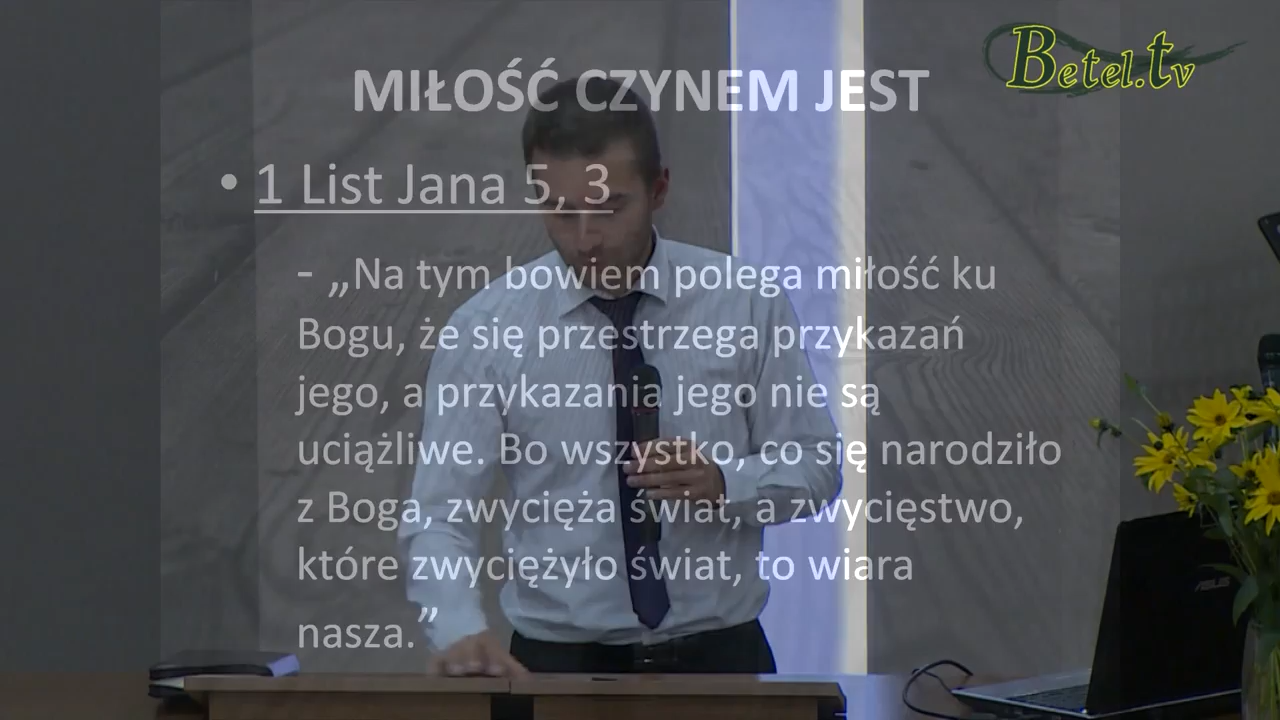 Betel.tv
MIŁOŚĆ CZYNEM JEST
• 1 List Jana 5, 3
- „Na tym bowiem polega miłość ku
Bogu, że się przestrzega przykazań
jego, a przykazania jego nie są
uciążliwe. Bo wszystko, co się narodziło
z Boga, zwycięża świat, a zwycięstwo,
które zwyciężyło świat, to wiara
nasza.”
ASUS